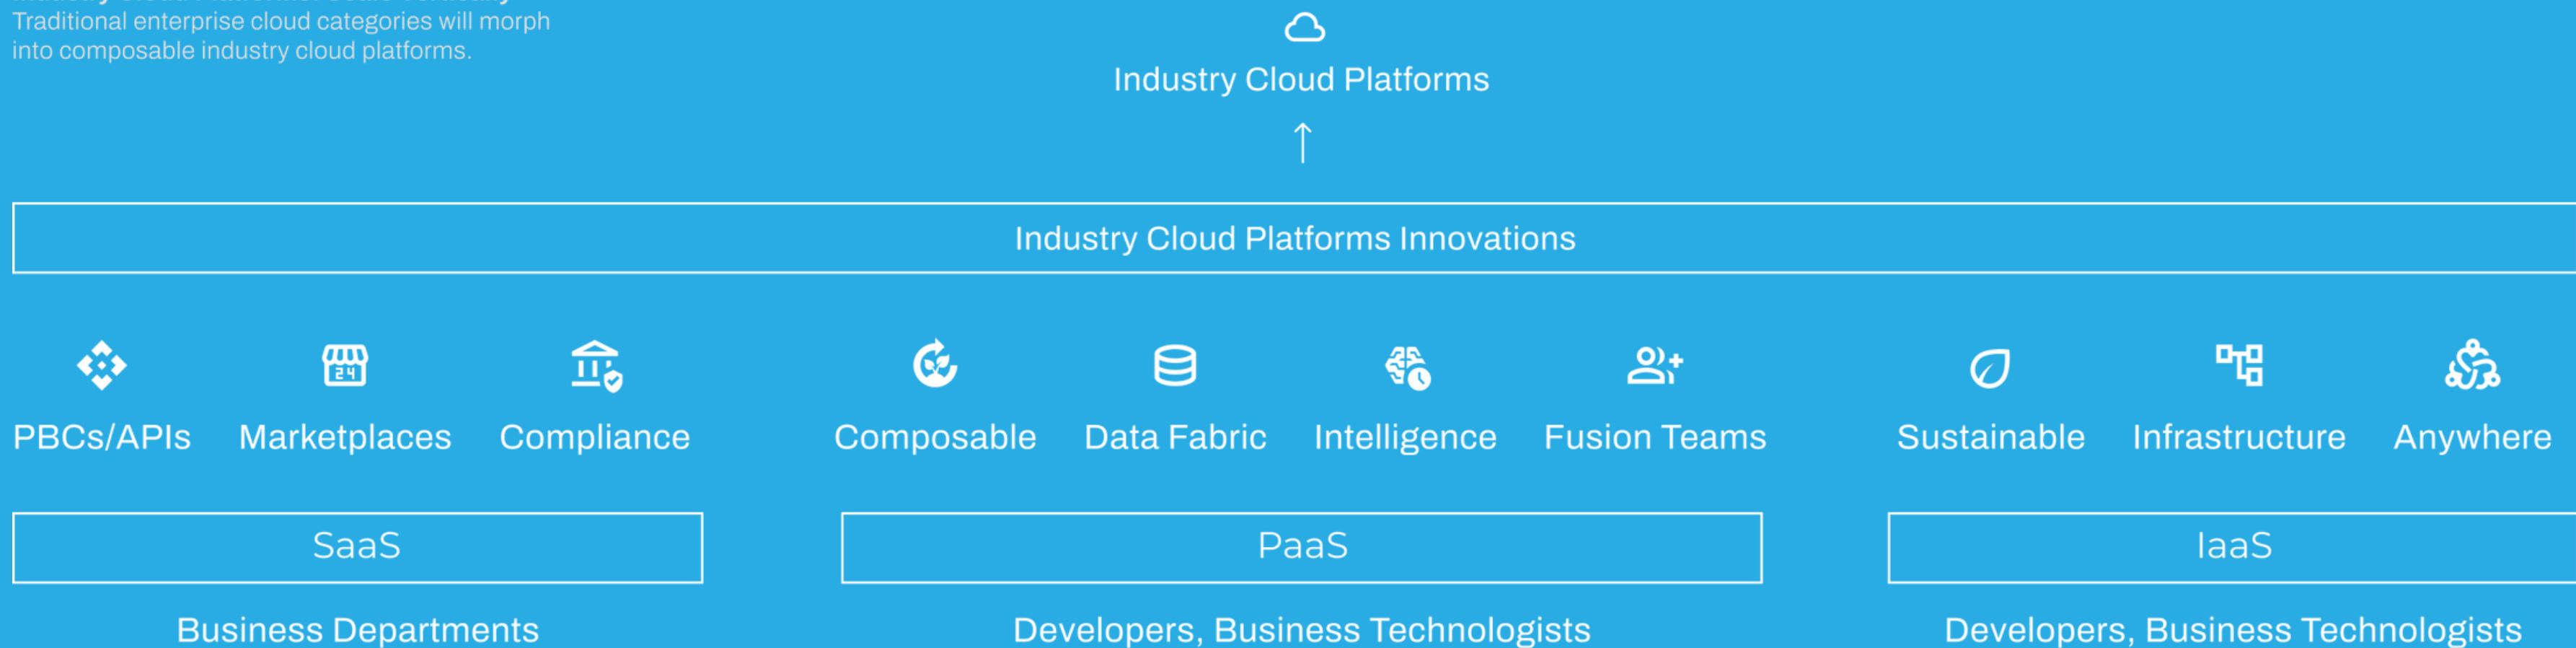 Traditional enterprise cloud categories will morph
into composable industry cloud platforms.
Industry Cloud Platforms
Industry Cloud Platforms Innovations
24
PBCs/APIs
Marketplaces
Compliance
Composable
Data Fabric
Intelligence
Fusion Teams
Sustainable
Infrastructure
Anywhere
SaaS
PaaS
IaaS
Business Departments
Developers, Business Technologists
Developers, Business Technologists